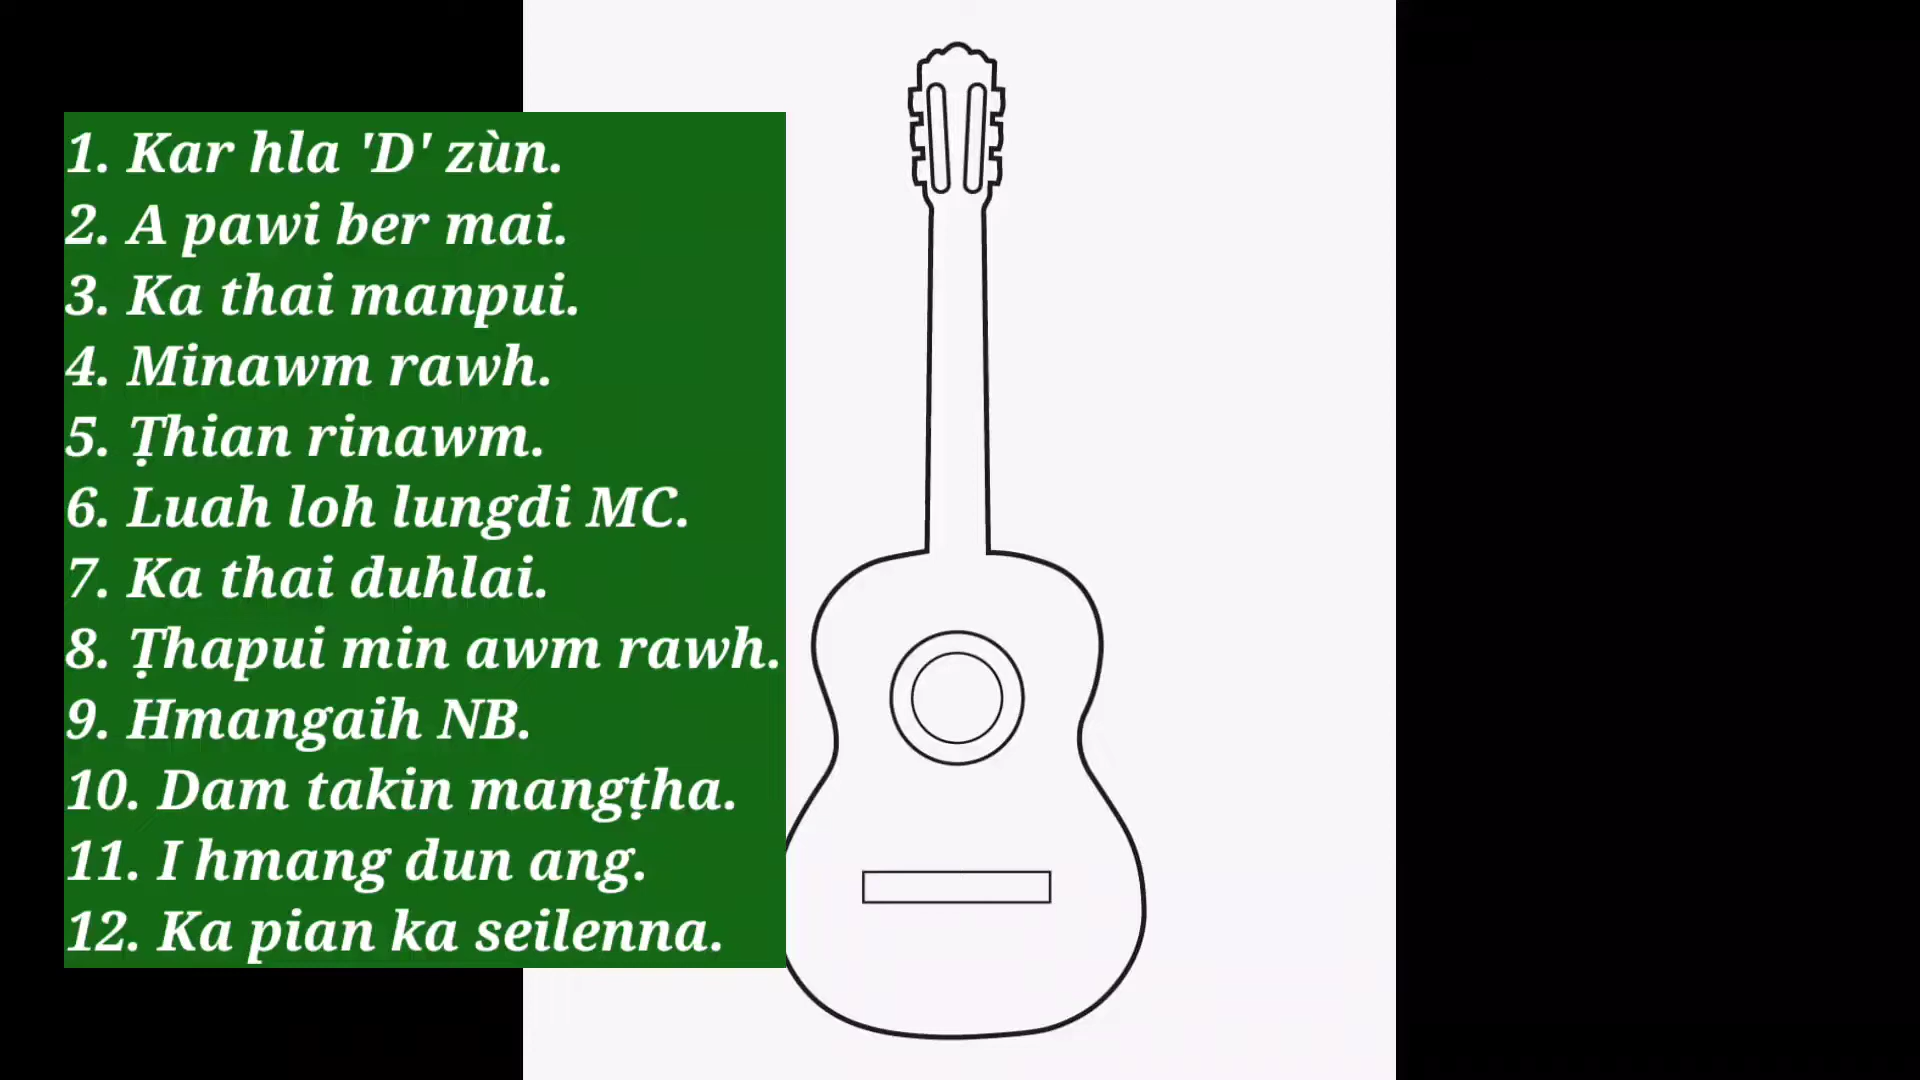 1. Kar hla 'D' zùn.
2. A pawi ber mai.
3. Ka thai manpui.
4. Minawm rawh.
5. Ṭhian rinawm.
6. Luah loh lungdi MC.
7. Ka thai duhlai.
8. Ṭhapui min awm rawh.
9. Hmangaih NB.
10. Dam takin mangṭha.
11. I hmang dun ang.
12. Ka pian ka seilenna.